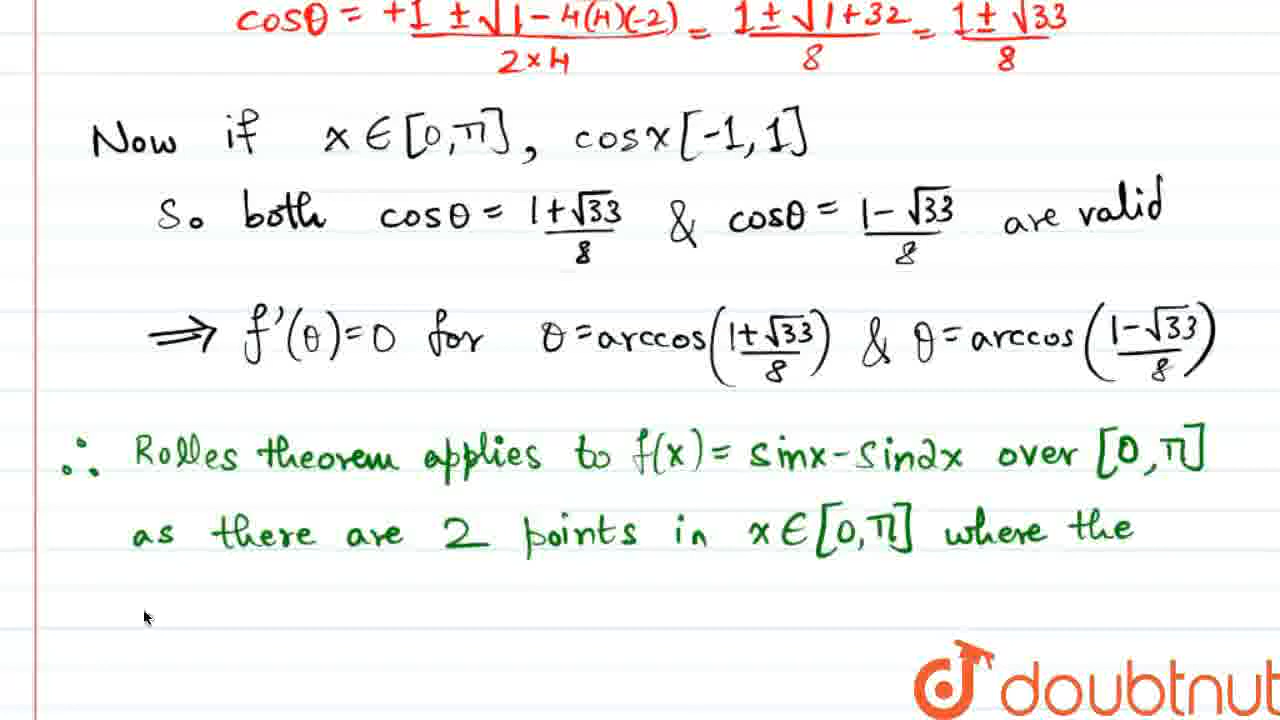 cosθ = +1 ± √1 - 4(4)(-2) / 2×4 = 1 ± √1+32 / 8 = 1 ± √33 / 8
Now if x ∈ [0, π], cosx [-1, 1]
So both cosθ = 1+√33 / 8 & cosθ = 1-√33 / 8 are valid
⇒ f'(θ) = 0 for θ = arccos(1+√33 / 8) & θ = arccos(1-√33 / 8)
∴ Rolles theorem applies to f(x) = sinx - sin2x over [0, π]
as there are 2 points in x ∈ [0, π] where the
doubtnut